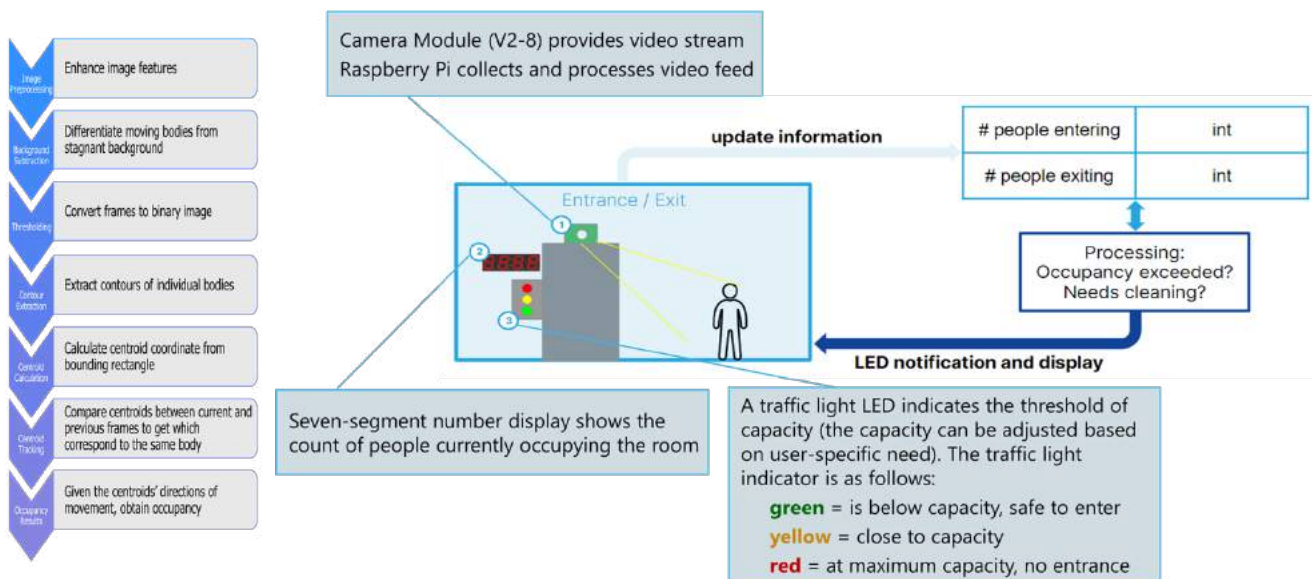 Image
Preprocessing
Enhance image features
Background
Subtraction
Differentiate moving bodies from
stagnant background
Thresholding
Convert frames to binary image
Contour
Extraction
Extract contours of individual bodies
Centroid
Calculation
Calculate centroid coordinate from
bounding rectangle
Centroid
Tracking
Compare centroids between current and
previous frames to get which
correspond to the same body
Occupancy
Results
Given the centroids' directions of
movement, obtain occupancy
Camera Module (V2-8) provides video stream
Raspberry Pi collects and processes video feed
update information
# people entering
int
# people exiting
int
Entrance / Exit
1
2
8888
3
Processing:
Occupancy exceeded?
Needs cleaning?
LED notification and display
Seven-segment number display shows the
count of people currently occupying the room
A traffic light LED indicates the threshold of
capacity (the capacity can be adjusted based
on user-specific need). The traffic light
indicator is as follows:
green = is below capacity, safe to enter
yellow = close to capacity
red = at maximum capacity, no entrance